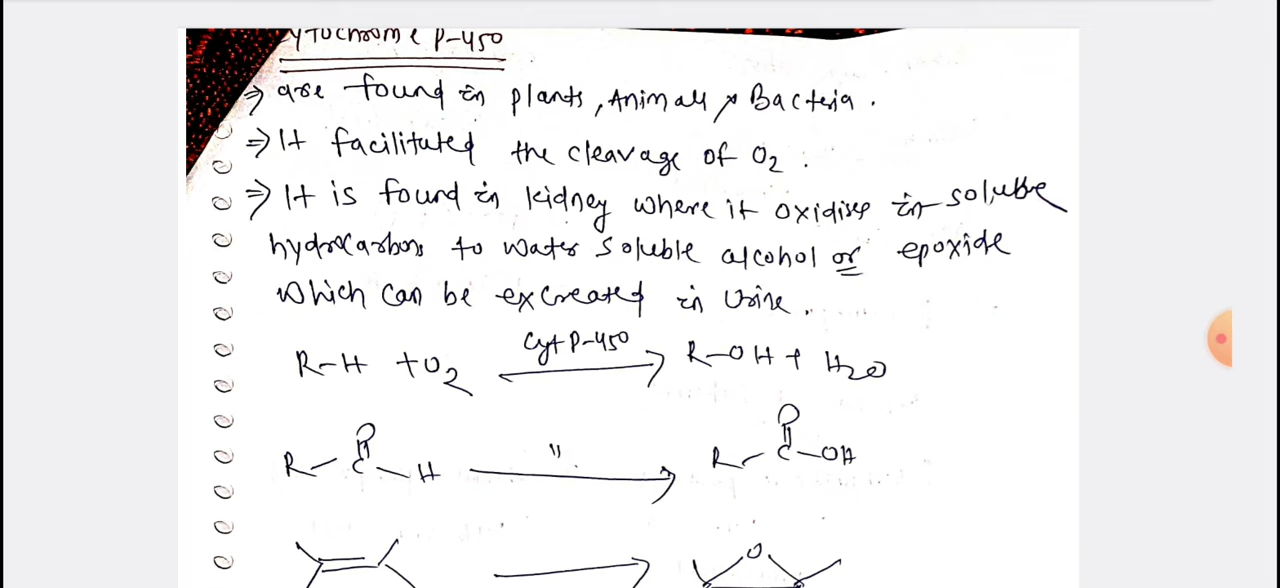 ytochrome P-450
⇒ are found in plants, Animals & Bacteria.
⇒ It facilitated the cleavage of O2.
⇒ It is found in kidney where it oxidises in-soluble
hydrocarbons to water soluble alcohol or epoxide
which can be excreated in urine.
R-H + O2 Cyt P-450 R-OH + H2O
R-C-H O " R-C-OH O
O